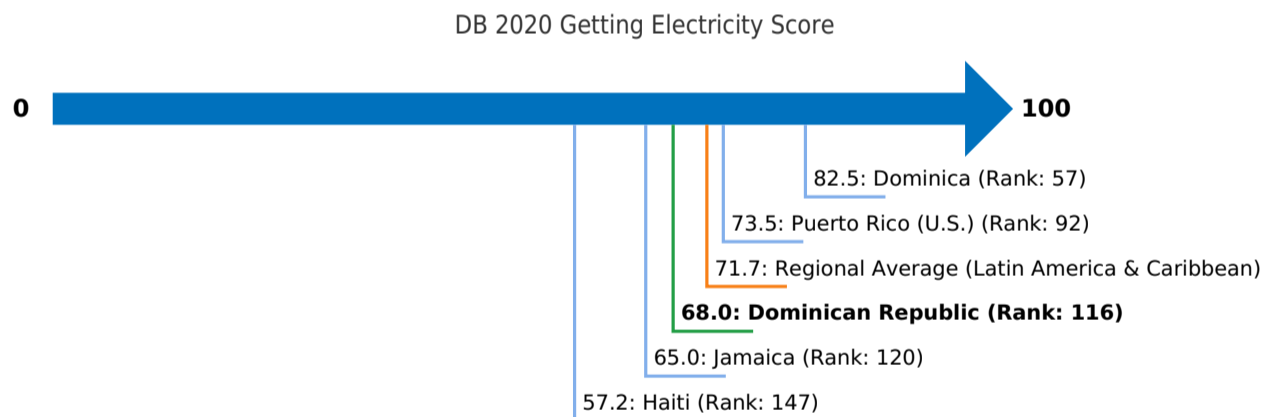 DB 2020 Getting Electricity Score
0
100
82.5: Dominica (Rank: 57)
73.5: Puerto Rico (U.S.) (Rank: 92)
71.7: Regional Average (Latin America & Caribbean)
68.0: Dominican Republic (Rank: 116)
65.0: Jamaica (Rank: 120)
57.2: Haiti (Rank: 147)